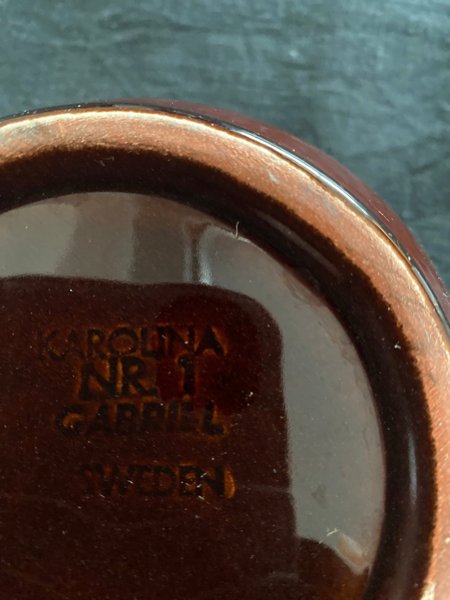 KAROLINA
NR. 1
GABRIEL
SWEDEN